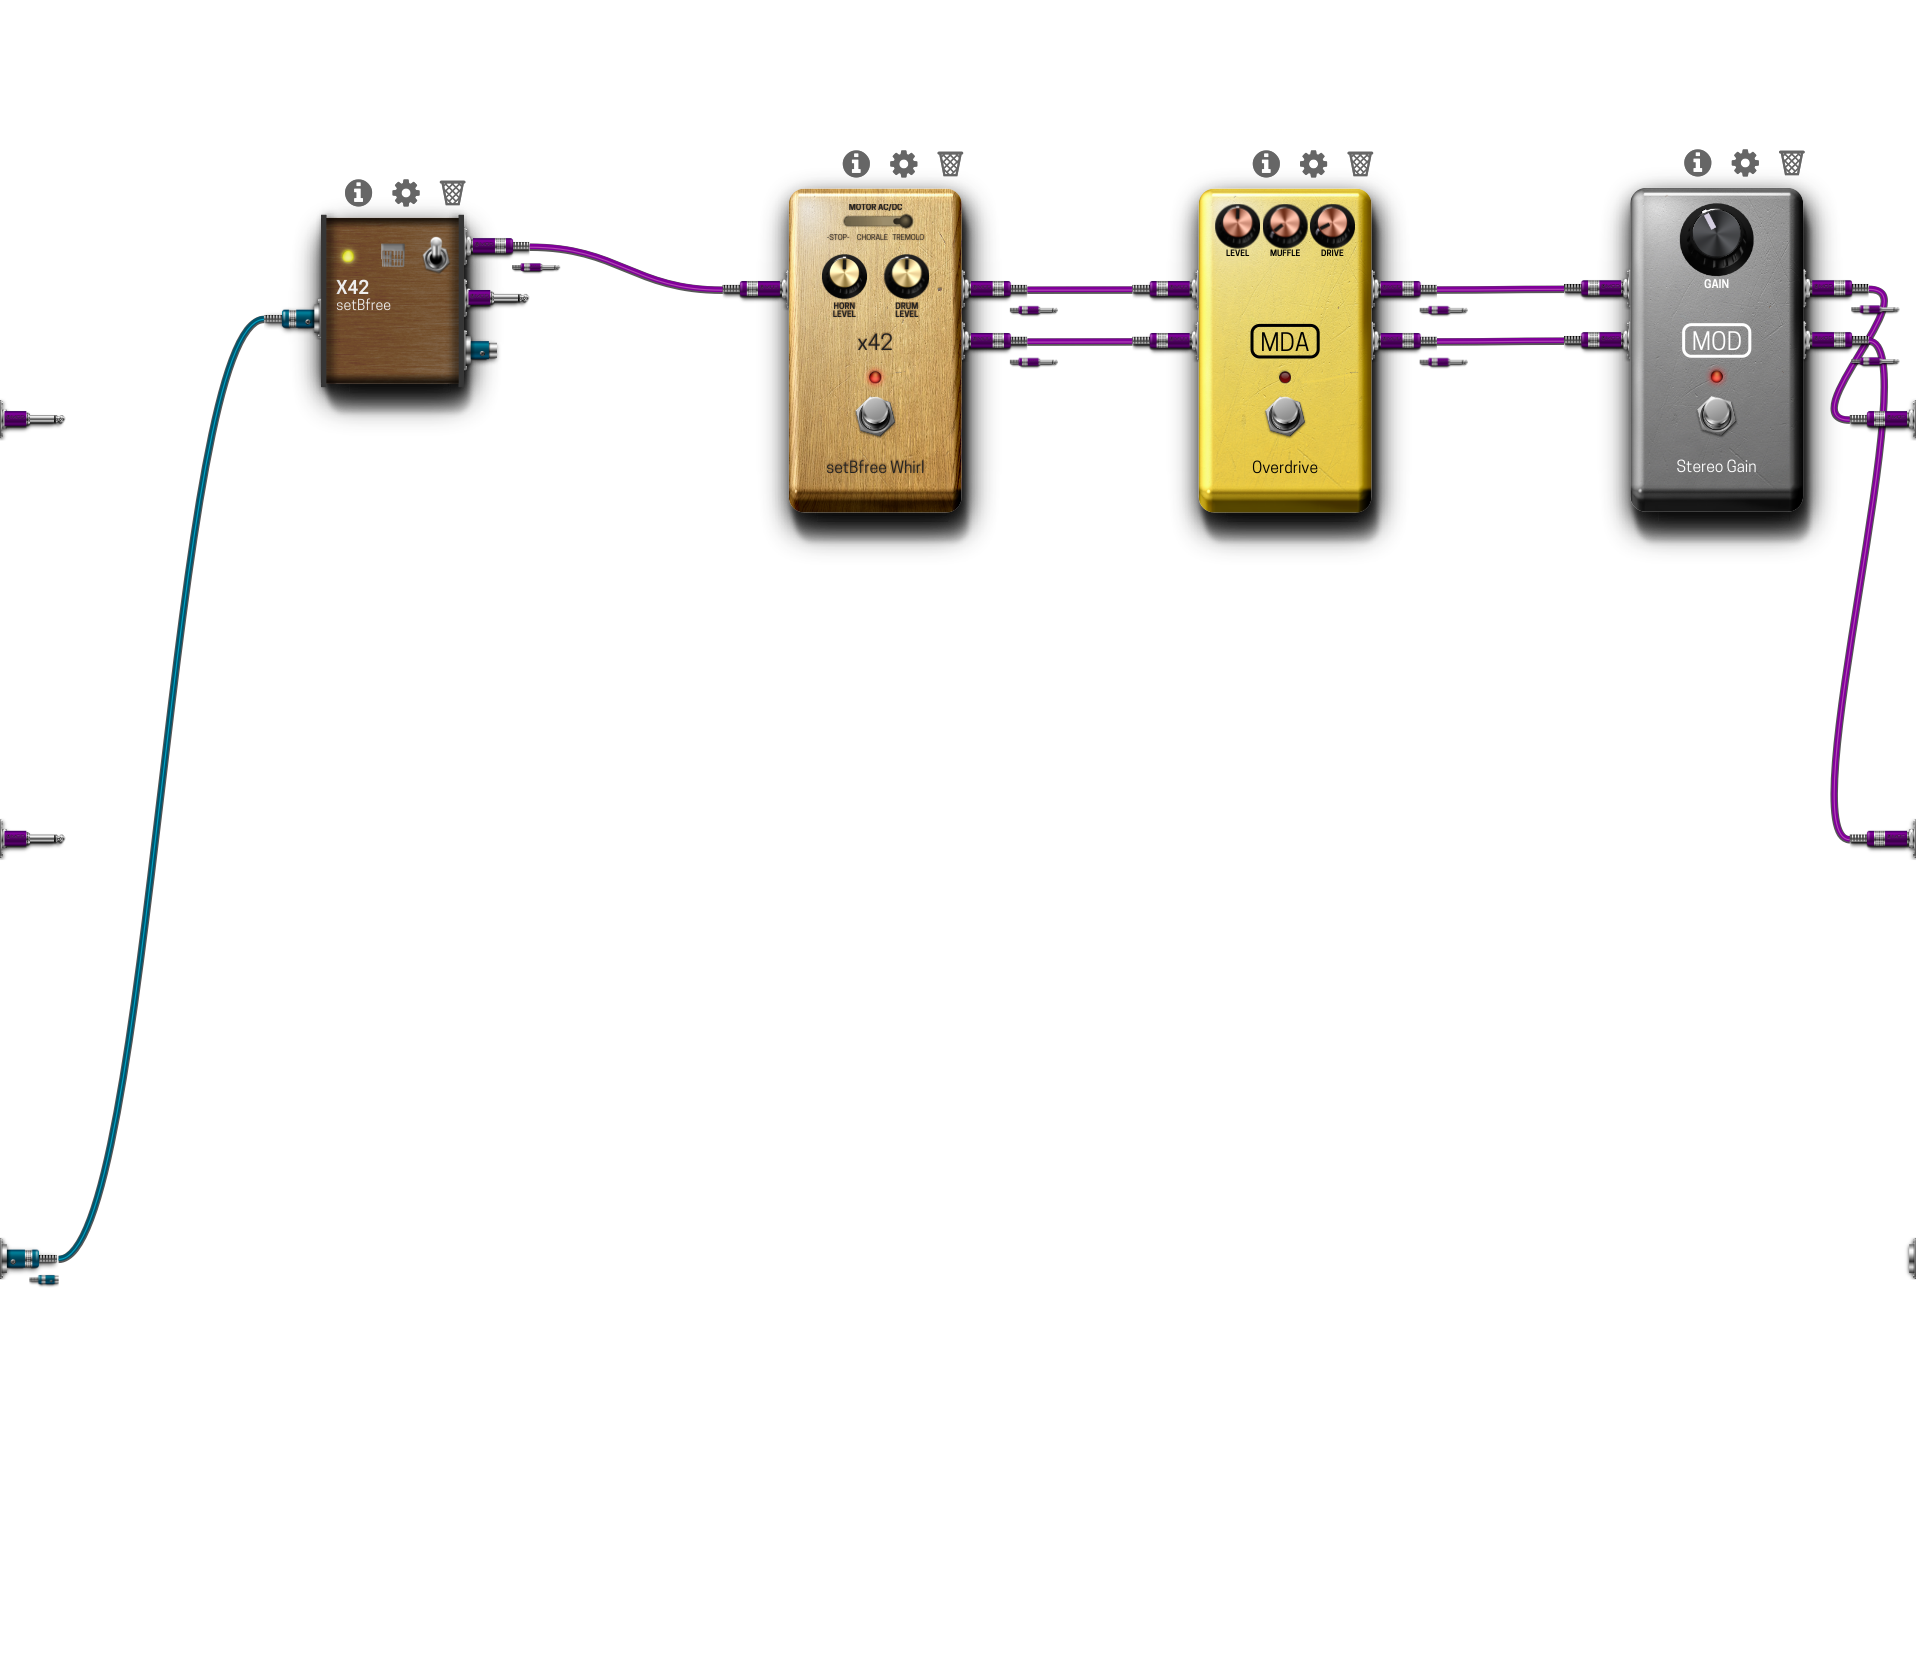 X42
setBfree
MOTOR AC/DC
-STOP- CHORALE TREMOLO
HORN LEVEL
DRUM LEVEL
x42
setBfree Whirl
LEVEL MUFFLE DRIVE
MDA
Overdrive
GAIN
MOD
Stereo Gain